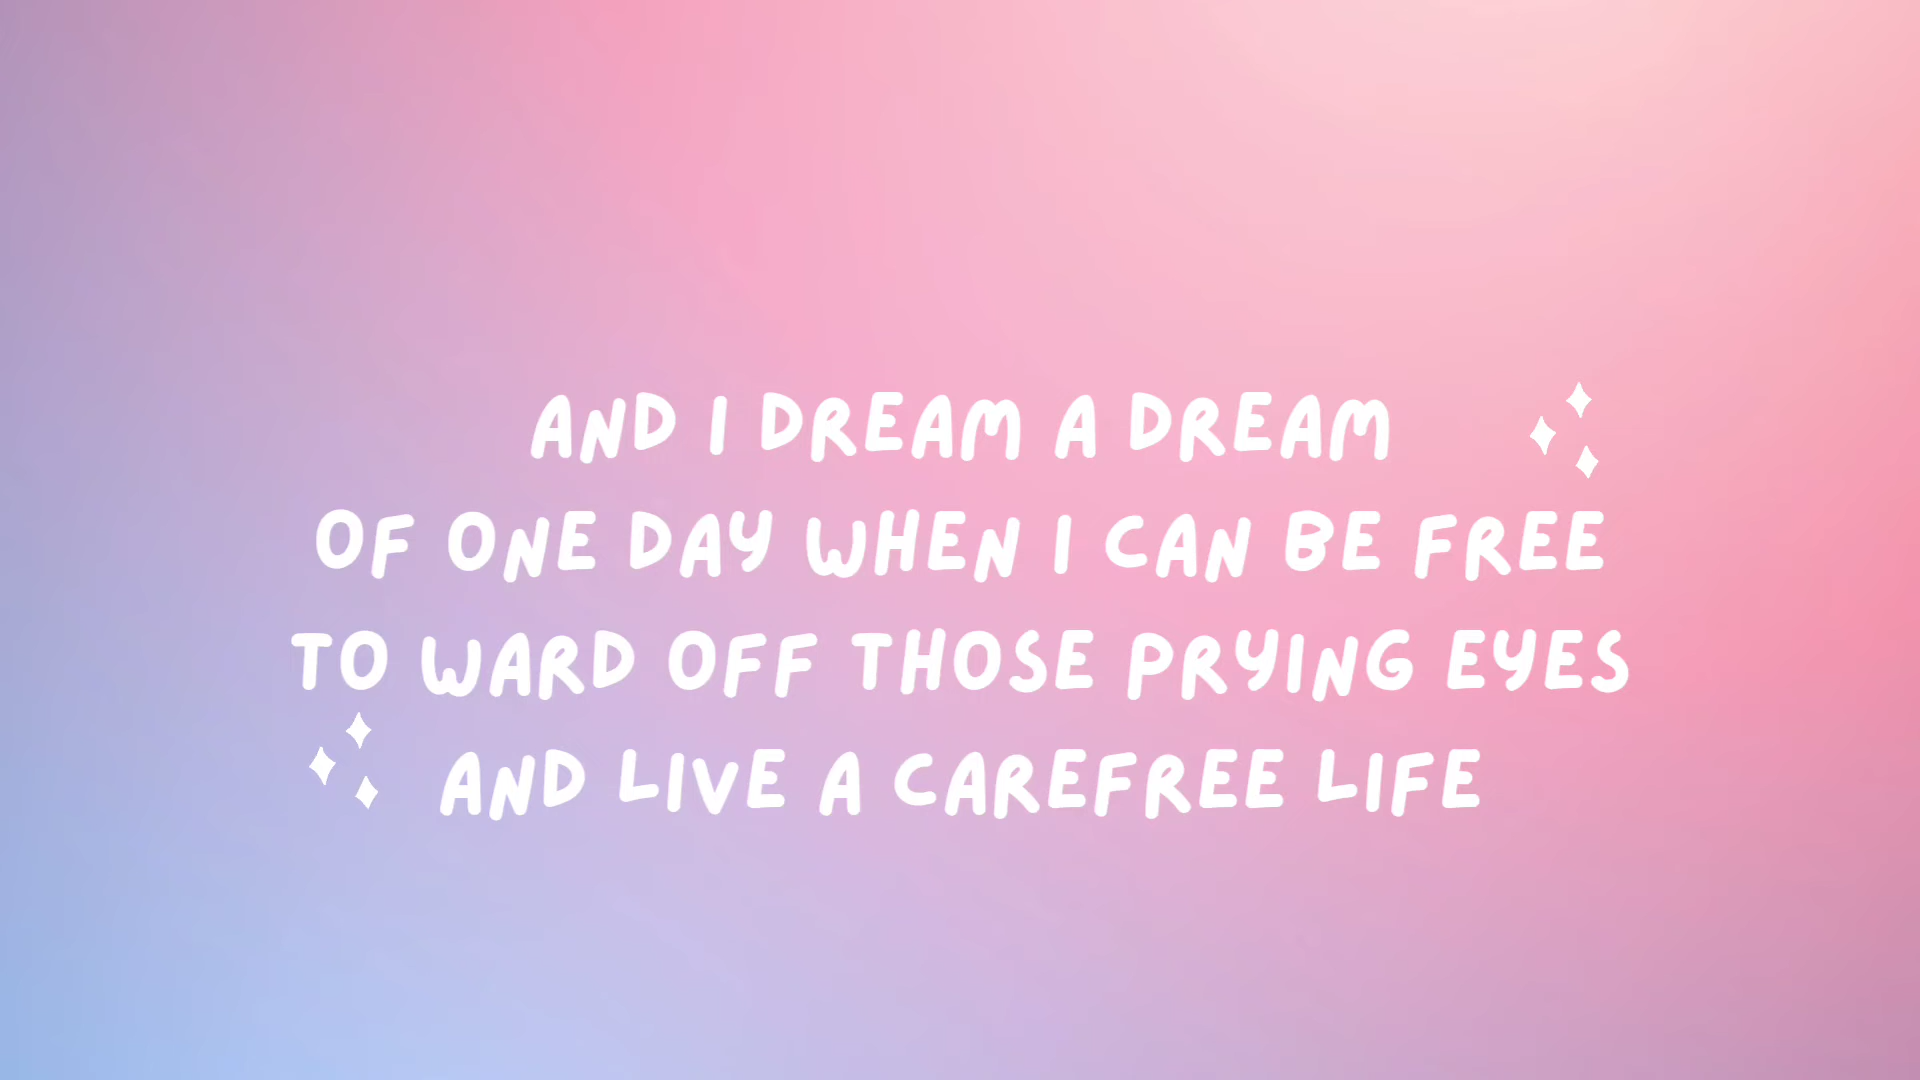 AND I DREAM A DREAM
OF ONE DAY WHEN I CAN BE FREE
TO WARD OFF THOSE PRYING EYES
AND LIVE A CAREFREE LIFE